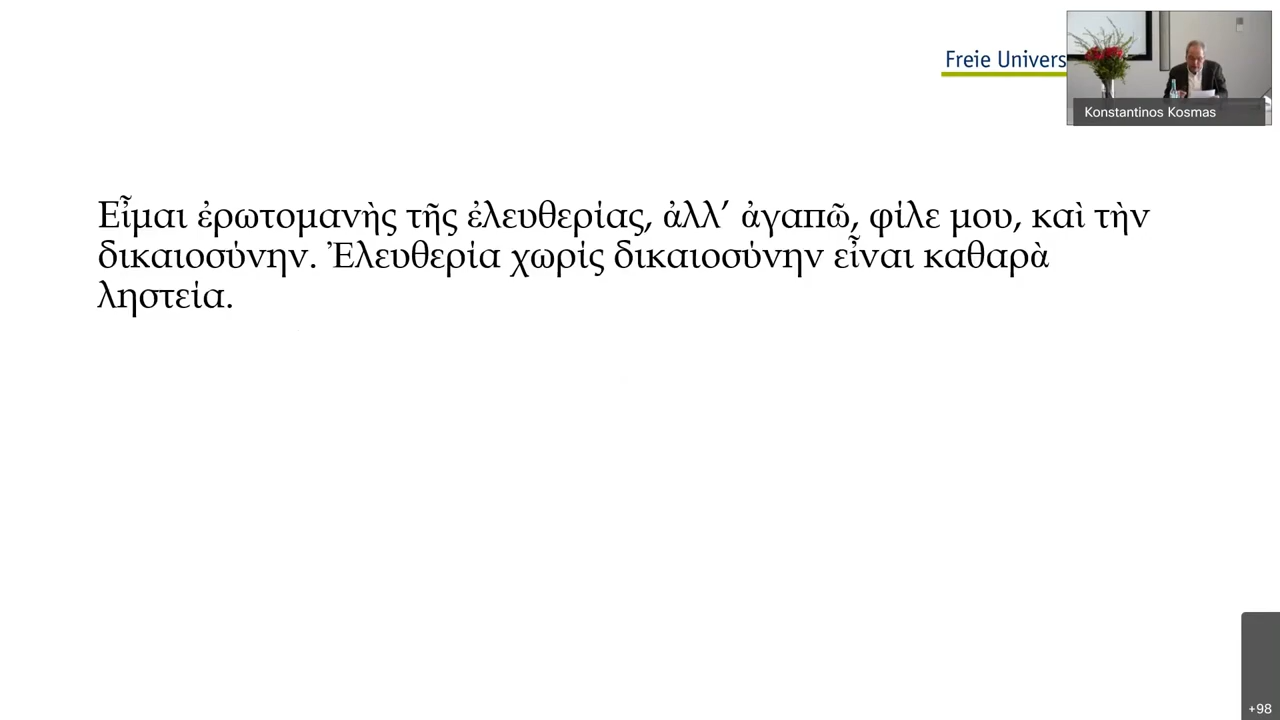 Freie Univers
Konstantinos Kosmas
Εἶμαι ἐρωτομανὴς τῆς ἐλευθερίας, ἀλλ’ ἀγαπῶ, φίλε μου, καὶ τὴν
δικαιοσύνην. Ἐλευθερία χωρίς δικαιοσύνην εἶναι καθαρὰ
ληστεία.
+98